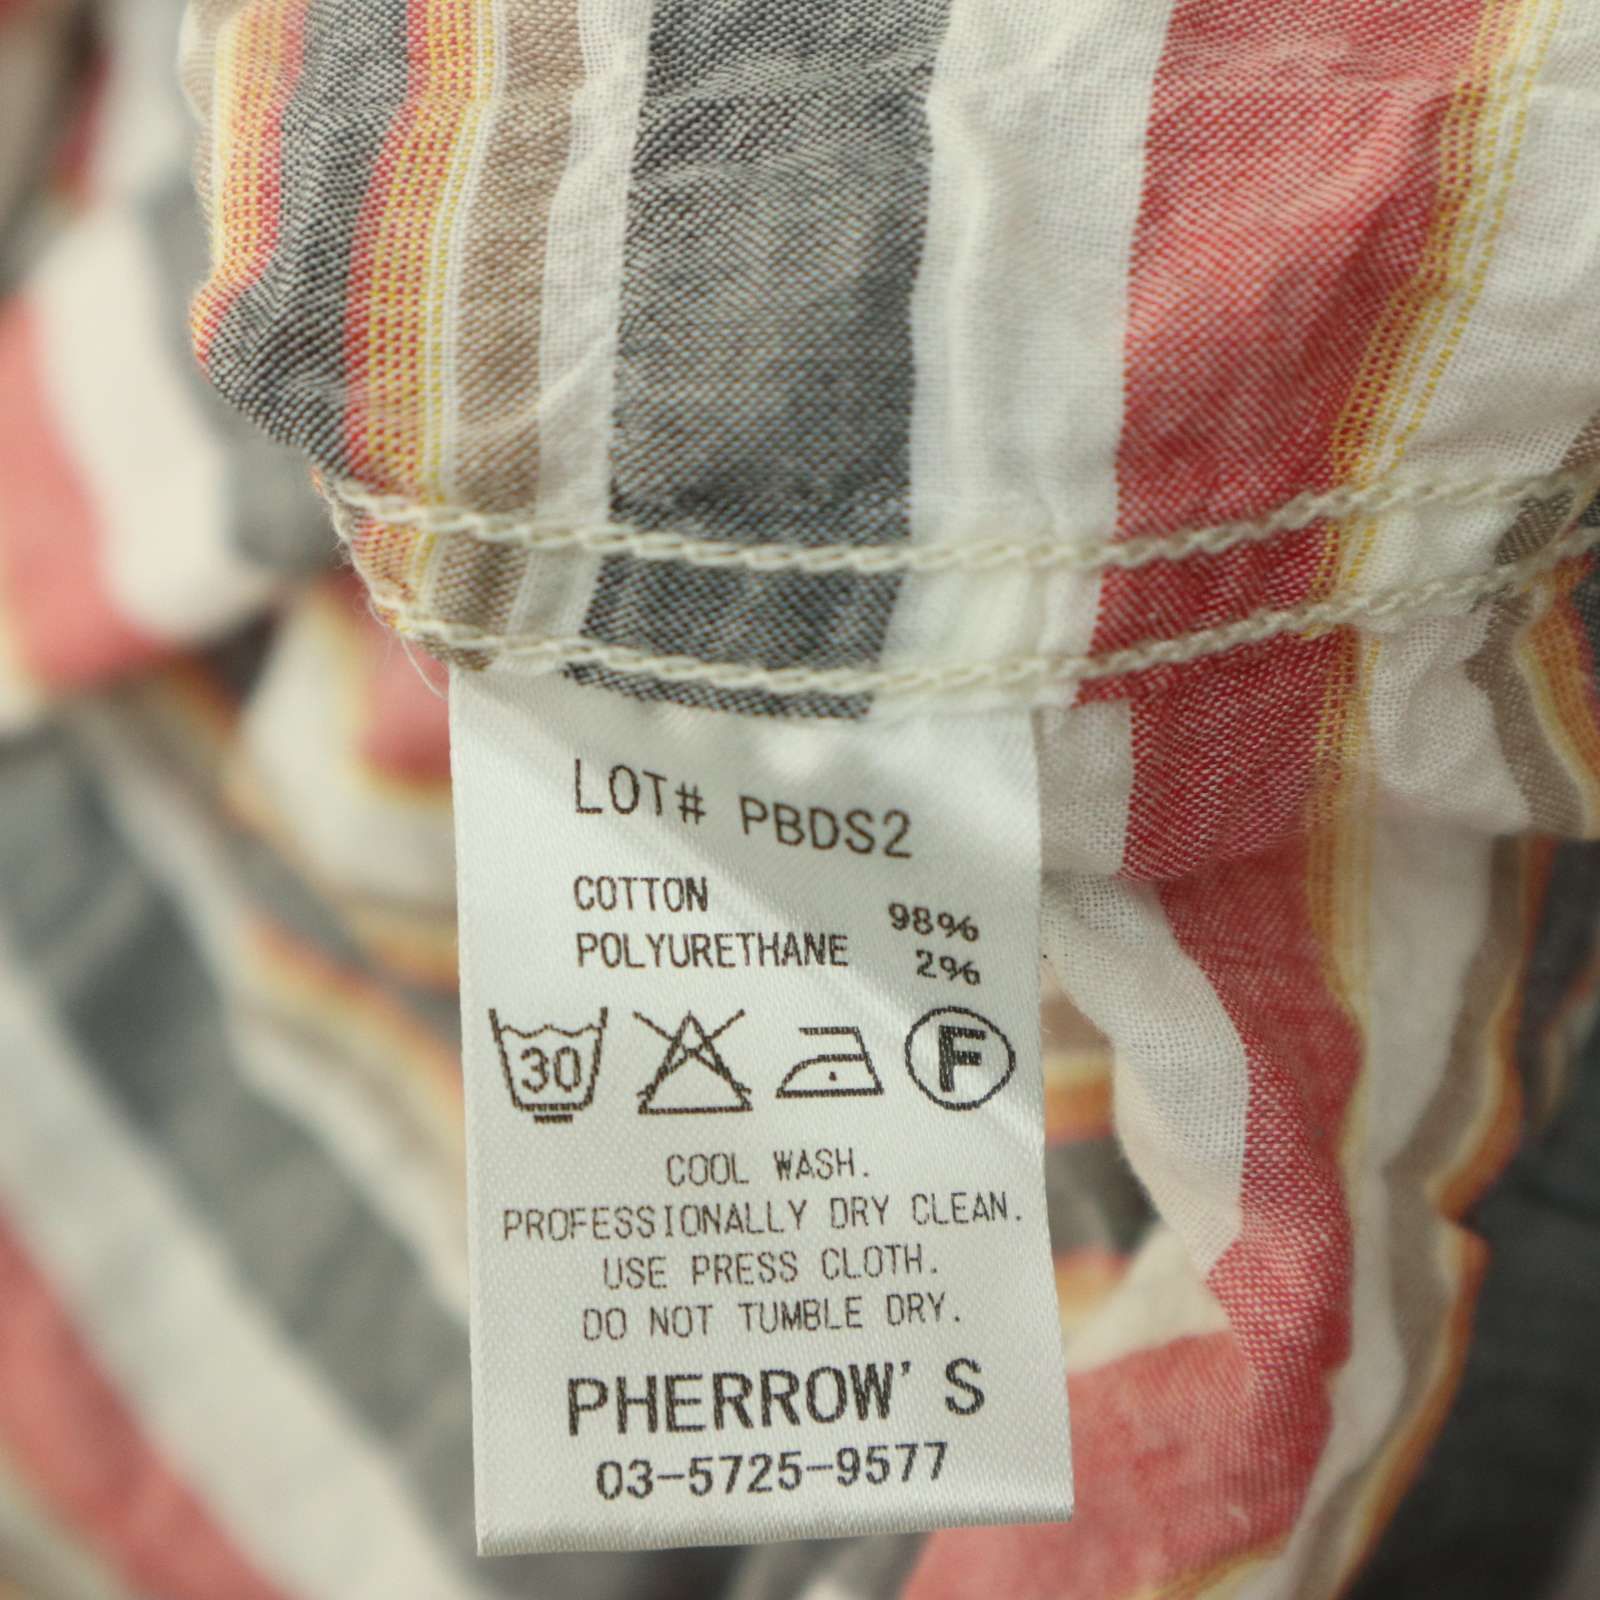 LOT# PBDS2
COTTON 98%
POLYURETHANE 2%
30 F
COOL WASH.
PROFESSIONALLY DRY CLEAN.
USE PRESS CLOTH.
DO NOT TUMBLE DRY.
PHERROW'S
03-5725-9577